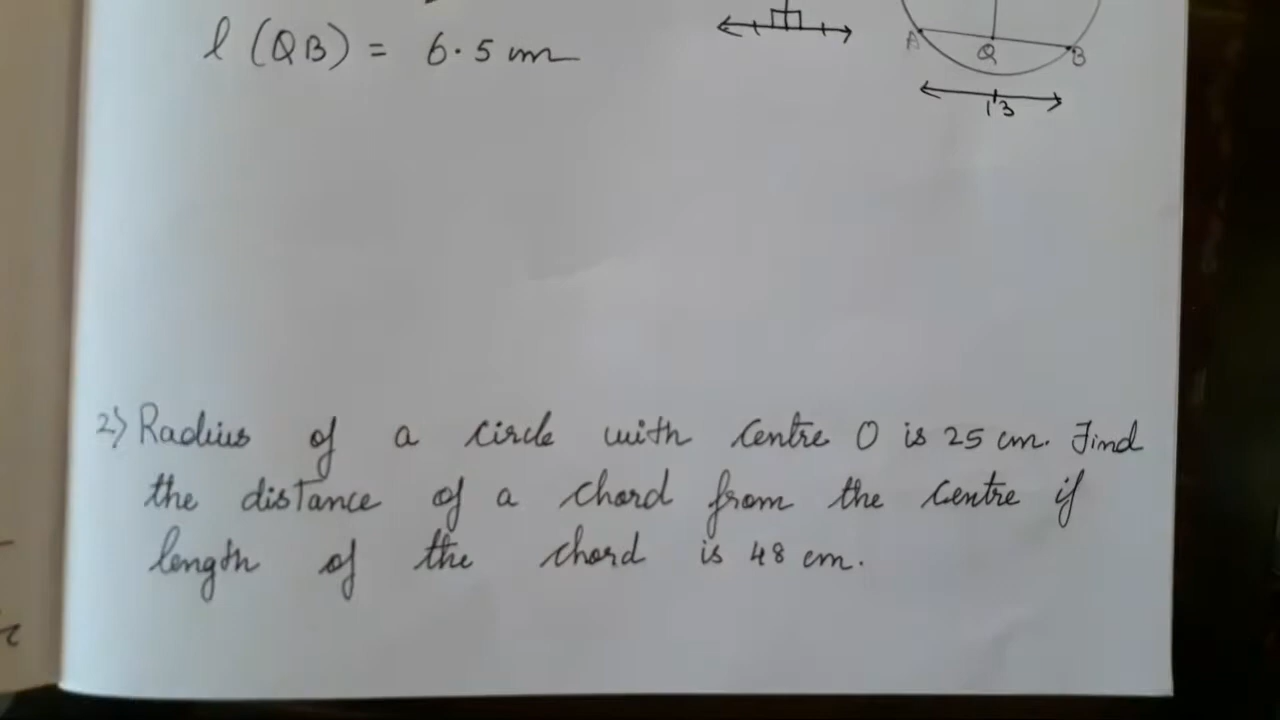 l (QB) = 6.5 cm
A Q B
13
2) Radius of a circle with centre O is 25 cm. Find
the distance of a chord from the centre if
length of the chord is 48 cm.